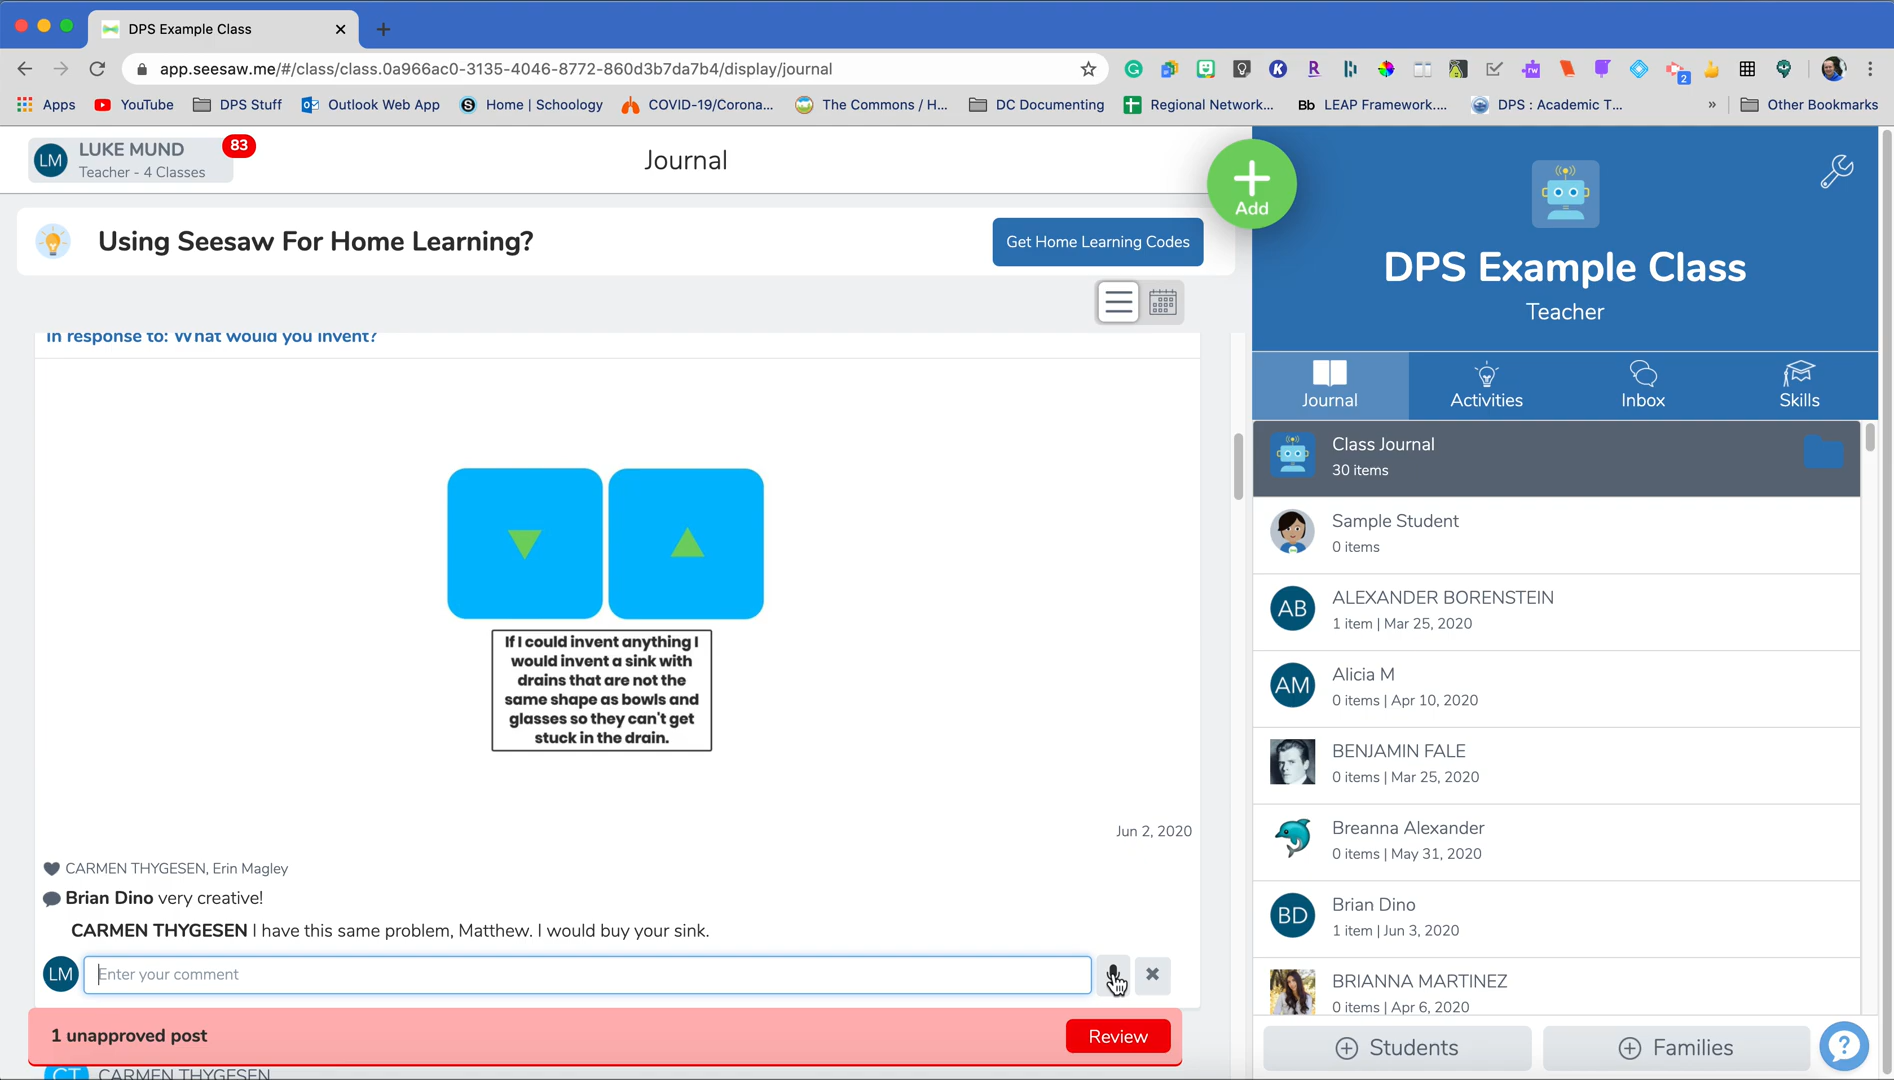 DPS Example Class
app.seesaw.me/#/class/class.0a966ac0-3135-4046-8772-860d3b7da7b4/display/journal
Apps YouTube DPS Stuff Outlook Web App Home | Schoology COVID-19/Corona... The Commons / H... DC Documenting Regional Network... Bb LEAP Framework.... DPS : Academic T... » Other Bookmarks
LM LUKE MUND 83
Teacher - 4 Classes
Journal
Add
Using Seesaw For Home Learning?
Get Home Learning Codes
In response to: What would you invent?
If I could invent anything I
would invent a sink with
drains that are not the
same shape as bowls and
glasses so they can't get
stuck in the drain.
Jun 2, 2020
CARMEN THYGESEN, Erin Magley
Brian Dino very creative!
CARMEN THYGESEN I have this same problem, Matthew. I would buy your sink.
LM Enter your comment
1 unapproved post
Review
CT CARMEN THYGESEN
DPS Example Class
Teacher
Journal Activities Inbox Skills
Class Journal
30 items
Sample Student
0 items
AB ALEXANDER BORENSTEIN
1 item | Mar 25, 2020
AM Alicia M
0 items | Apr 10, 2020
BENJAMIN FALE
0 items | Mar 25, 2020
Breanna Alexander
0 items | May 31, 2020
BD Brian Dino
1 item | Jun 3, 2020
BRIANNA MARTINEZ
0 items | Apr 6, 2020
Students Families ?